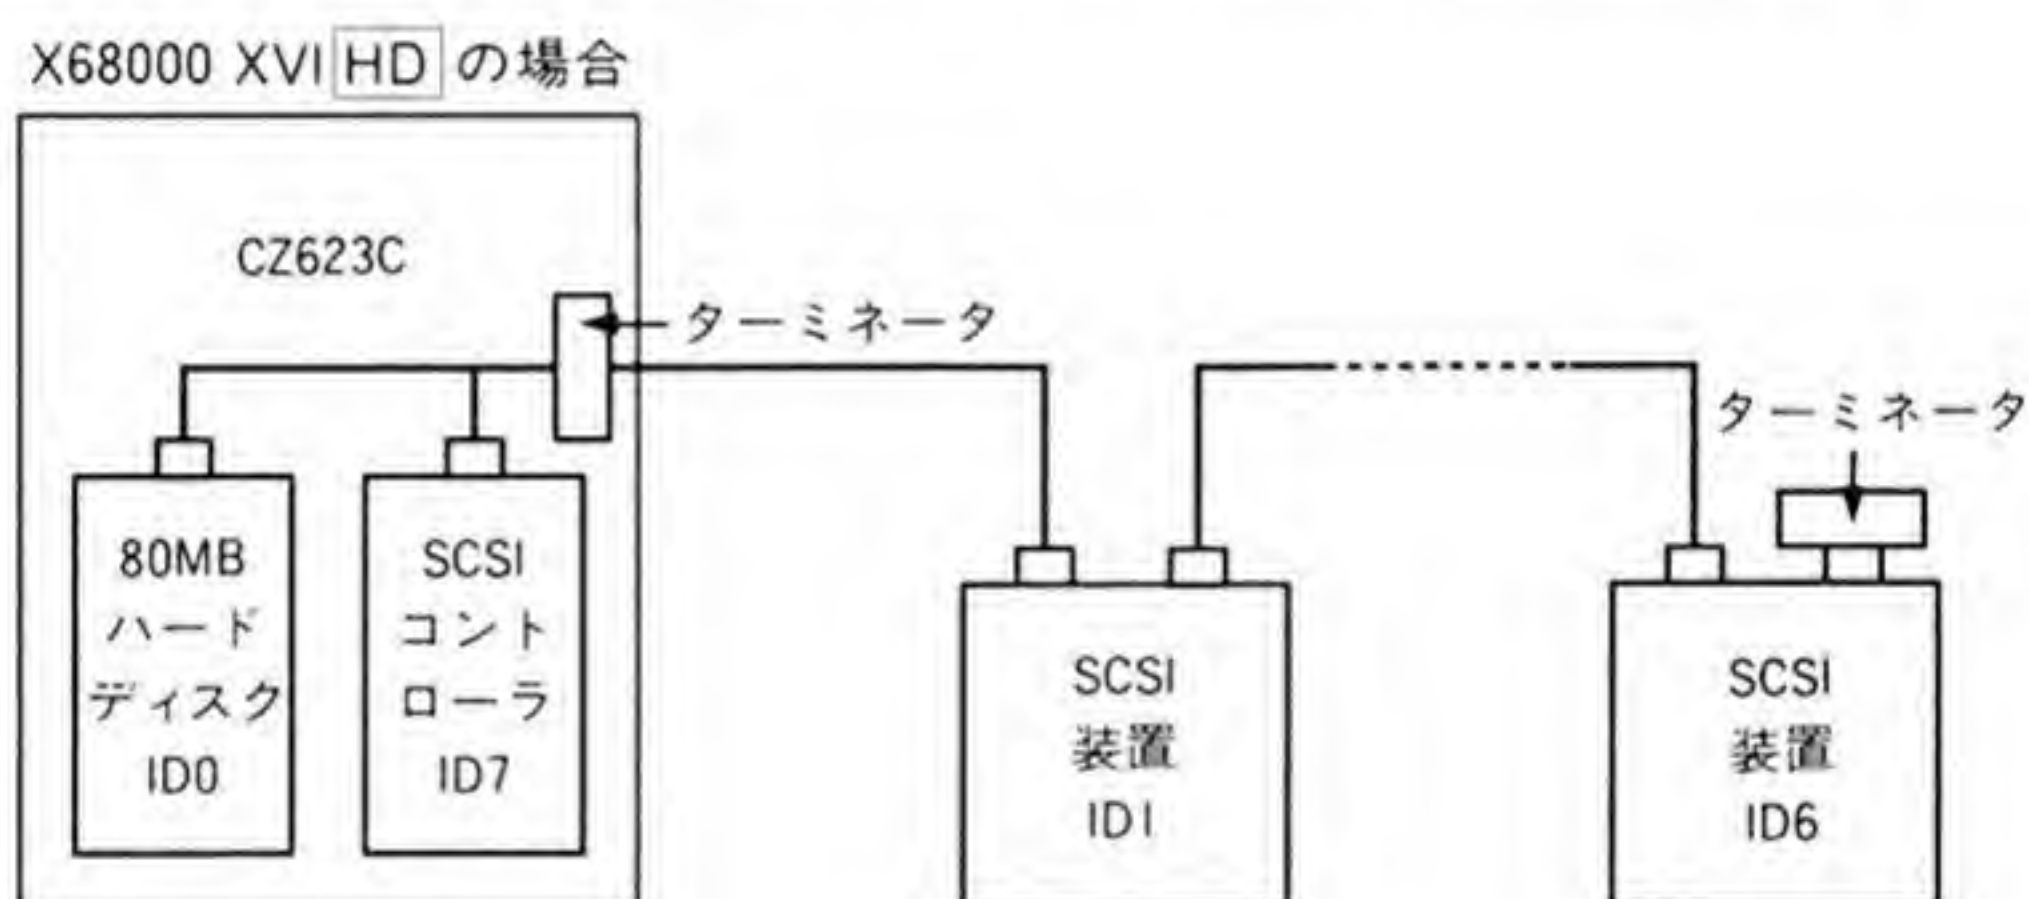 X68000 XVI HD の場合
CZ623C
ターミネータ
ターミネータ
80MB
ハード
ディスク
ID0
SCSI
コント
ローラ
ID7
SCSI
装置
ID1
SCSI
装置
ID6